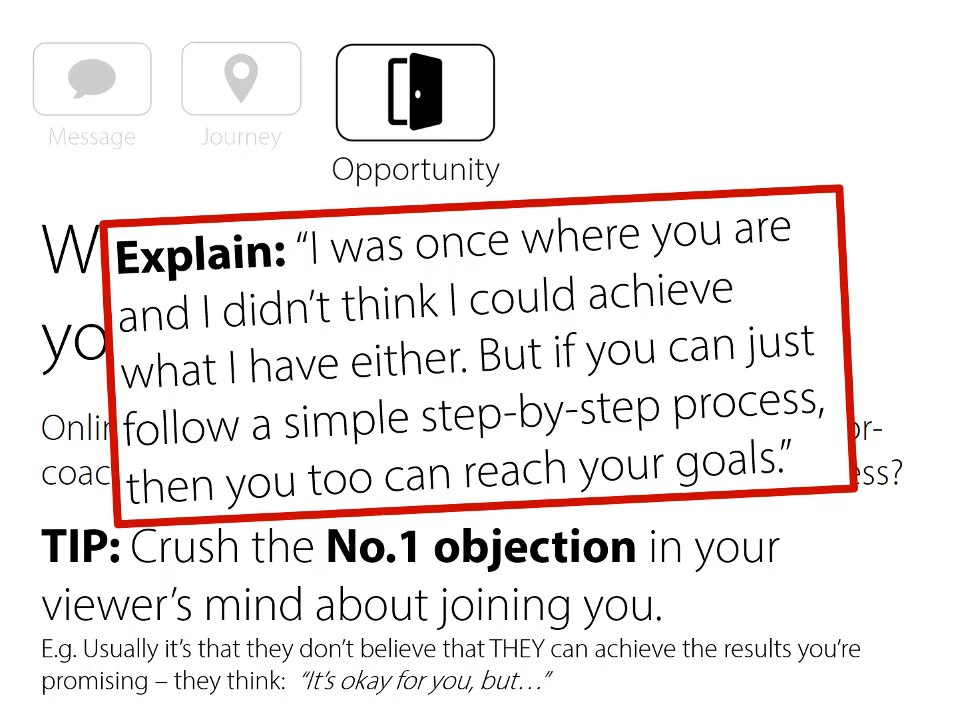 Message
Journey
Opportunity
Explain: “I was once where you are
and I didn’t think I could achieve
what I have either. But if you can just
follow a simple step-by-step process,
then you too can reach your goals.”
TIP: Crush the No.1 objection in your
viewer’s mind about joining you.
E.g. Usually it’s that they don’t believe that THEY can achieve the results you’re
promising – they think: “It’s okay for you, but…”